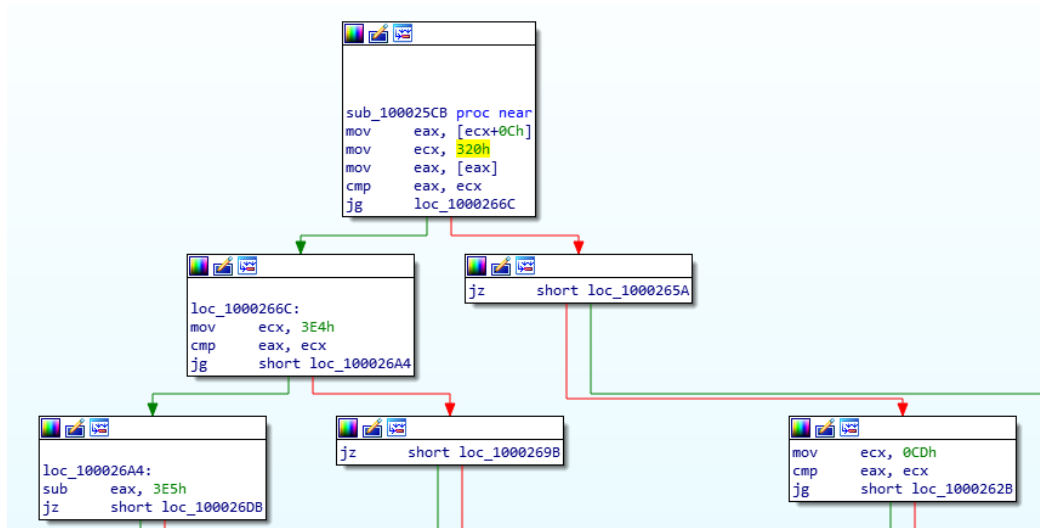 sub_100025CB proc near
mov eax, [ecx+0Ch]
mov ecx, 320h
mov eax, [eax]
cmp eax, ecx
jg loc_1000266C
loc_1000266C:
mov ecx, 3E4h
cmp eax, ecx
jg short loc_100026A4
jz short loc_1000265A
loc_100026A4:
sub eax, 3E5h
jz short loc_100026DB
jz short loc_1000269B
mov ecx, 0CDh
cmp eax, ecx
jg short loc_1000262B